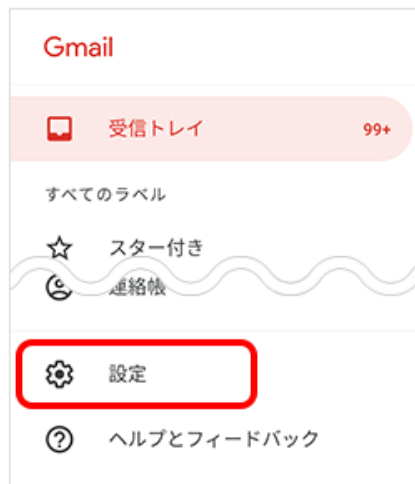 Gmail
受信トレイ 99+
すべてのラベル
スター付き
連絡帳
設定
ヘルプとフィードバック